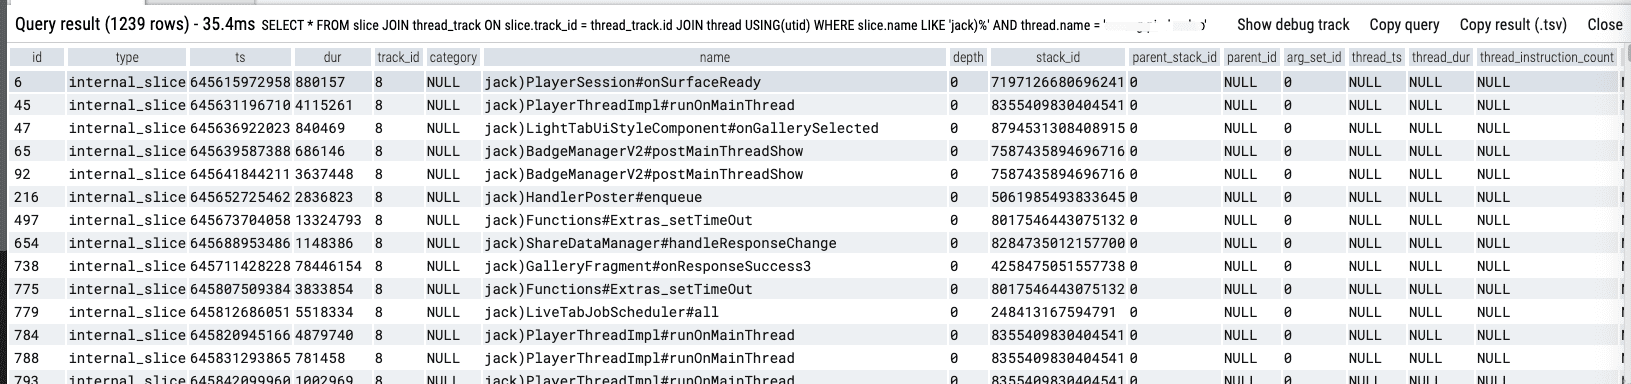 Query result (1239 rows) - 35.4ms SELECT * FROM slice JOIN thread_track ON slice.track_id = thread_track.id JOIN thread USING(utid) WHERE slice.name LIKE 'jack)%' AND thread.name = ' ' Show debug track Copy query Copy result (.tsv) Close
id type ts dur track_id category name depth stack_id parent_stack_id parent_id arg_set_id thread_ts thread_dur thread_instruction_count
6 internal_slice 645615972958 880157 8 NULL jack)PlayerSession#onSurfaceReady 0 7197126680696241 0 NULL 0 NULL NULL NULL
45 internal_slice 645631196710 4115261 8 NULL jack)PlayerThreadImpl#runOnMainThread 0 8355409830404541 0 NULL 0 NULL NULL NULL
47 internal_slice 645636922023 840469 8 NULL jack)LightTabUiStyleComponent#onGallerySelected 0 8794531308408915 0 NULL 0 NULL NULL NULL
65 internal_slice 645639587388 686146 8 NULL jack)BadgeManagerV2#postMainThreadShow 0 7587435894696716 0 NULL 0 NULL NULL NULL
92 internal_slice 645641844211 3637448 8 NULL jack)BadgeManagerV2#postMainThreadShow 0 7587435894696716 0 NULL 0 NULL NULL NULL
216 internal_slice 645652725462 2836823 8 NULL jack)HandlerPoster#enqueue 0 5061985493833645 0 NULL 0 NULL NULL NULL
497 internal_slice 645673704058 13324793 8 NULL jack)Functions#Extras_setTimeOut 0 8017546443075132 0 NULL 0 NULL NULL NULL
654 internal_slice 645688953486 1148386 8 NULL jack)ShareDataManager#handleResponseChange 0 8284735012157700 0 NULL 0 NULL NULL NULL
738 internal_slice 645711428228 78446154 8 NULL jack)GalleryFragment#onResponseSuccess3 0 4258475051557738 0 NULL 0 NULL NULL NULL
775 internal_slice 645807509384 3833854 8 NULL jack)Functions#Extras_setTimeOut 0 8017546443075132 0 NULL 0 NULL NULL NULL
779 internal_slice 645812686051 5518334 8 NULL jack)LiveTabJobScheduler#all 0 248413167594791 0 NULL 0 NULL NULL NULL
784 internal_slice 645820945166 4879740 8 NULL jack)PlayerThreadImpl#runOnMainThread 0 8355409830404541 0 NULL 0 NULL NULL NULL
788 internal_slice 645831293865 781458 8 NULL jack)PlayerThreadImpl#runOnMainThread 0 8355409830404541 0 NULL 0 NULL NULL NULL
793 internal_slice 645842099960 1002969 8 NULL jack)PlayerThreadImpl#runOnMainThread 0 8355409830404541 0 NULL 0 NULL NULL NULL